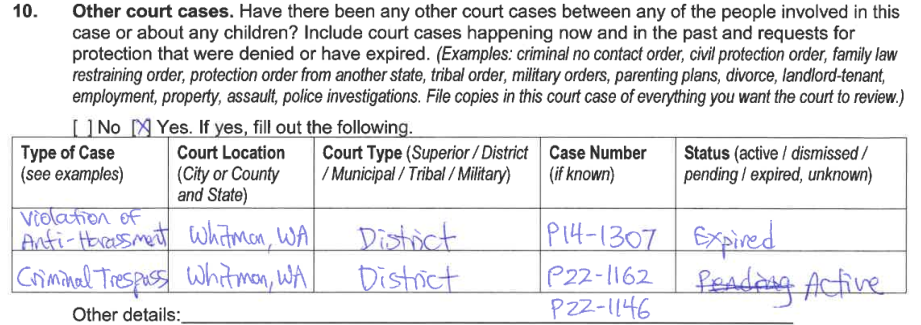 10. Other court cases. Have there been any other court cases between any of the people involved in this
case or about any children? Include court cases happening now and in the past and requests for
protection that were denied or have expired. (Examples: criminal no contact order, civil protection order, family law
restraining order, protection order from another state, tribal order, military orders, parenting plans, divorce, landlord-tenant,
employment, property, assault, police investigations. File copies in this court case of everything you want the court to review.)
[ ] No [X] Yes. If yes, fill out the following.
Type of Case Court Location Court Type (Superior / District Case Number Status (active / dismissed /
(see examples) (City or County / Municipal / Tribal / Military) (if known) pending / expired, unknown)
and State)
Violation of
Anti-Harassment Whitman, WA District P14-1307 Expired
Criminal Trespass Whitman, WA District P22-1162 Pending Active
Other details: P22-1146